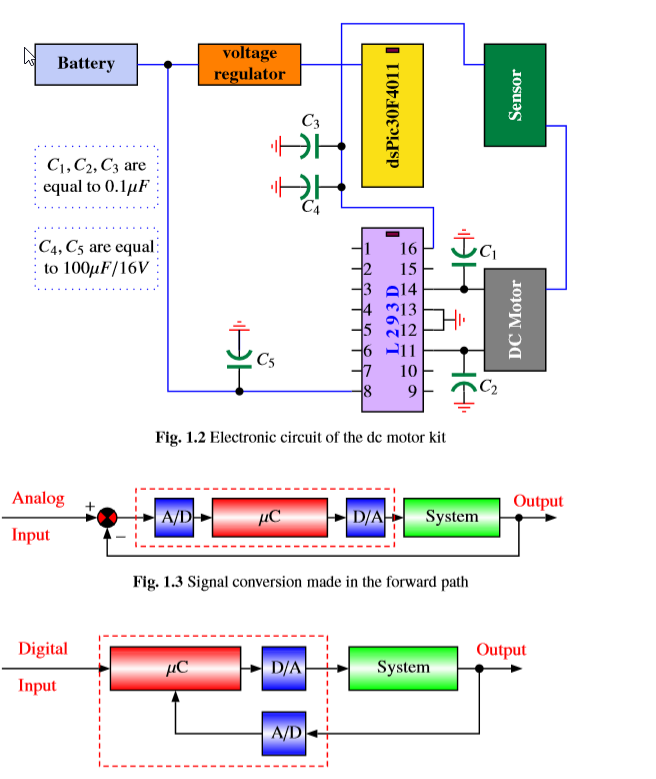 Battery
voltage
regulator
dsPic30F4011
Sensor
C3
C4
C1, C2, C3 are
equal to 0.1μF
C4, C5 are equal
to 100μF/16V
1 16
2 15
3 14
4 13
5 12
6 11
7 10
8 9
L293D
C1
DC Motor
C2
C5
Fig. 1.2 Electronic circuit of the dc motor kit
Analog
Input
+
−
A/D
μC
D/A
System
Output
Fig. 1.3 Signal conversion made in the forward path
Digital
Input
μC
D/A
System
Output
A/D